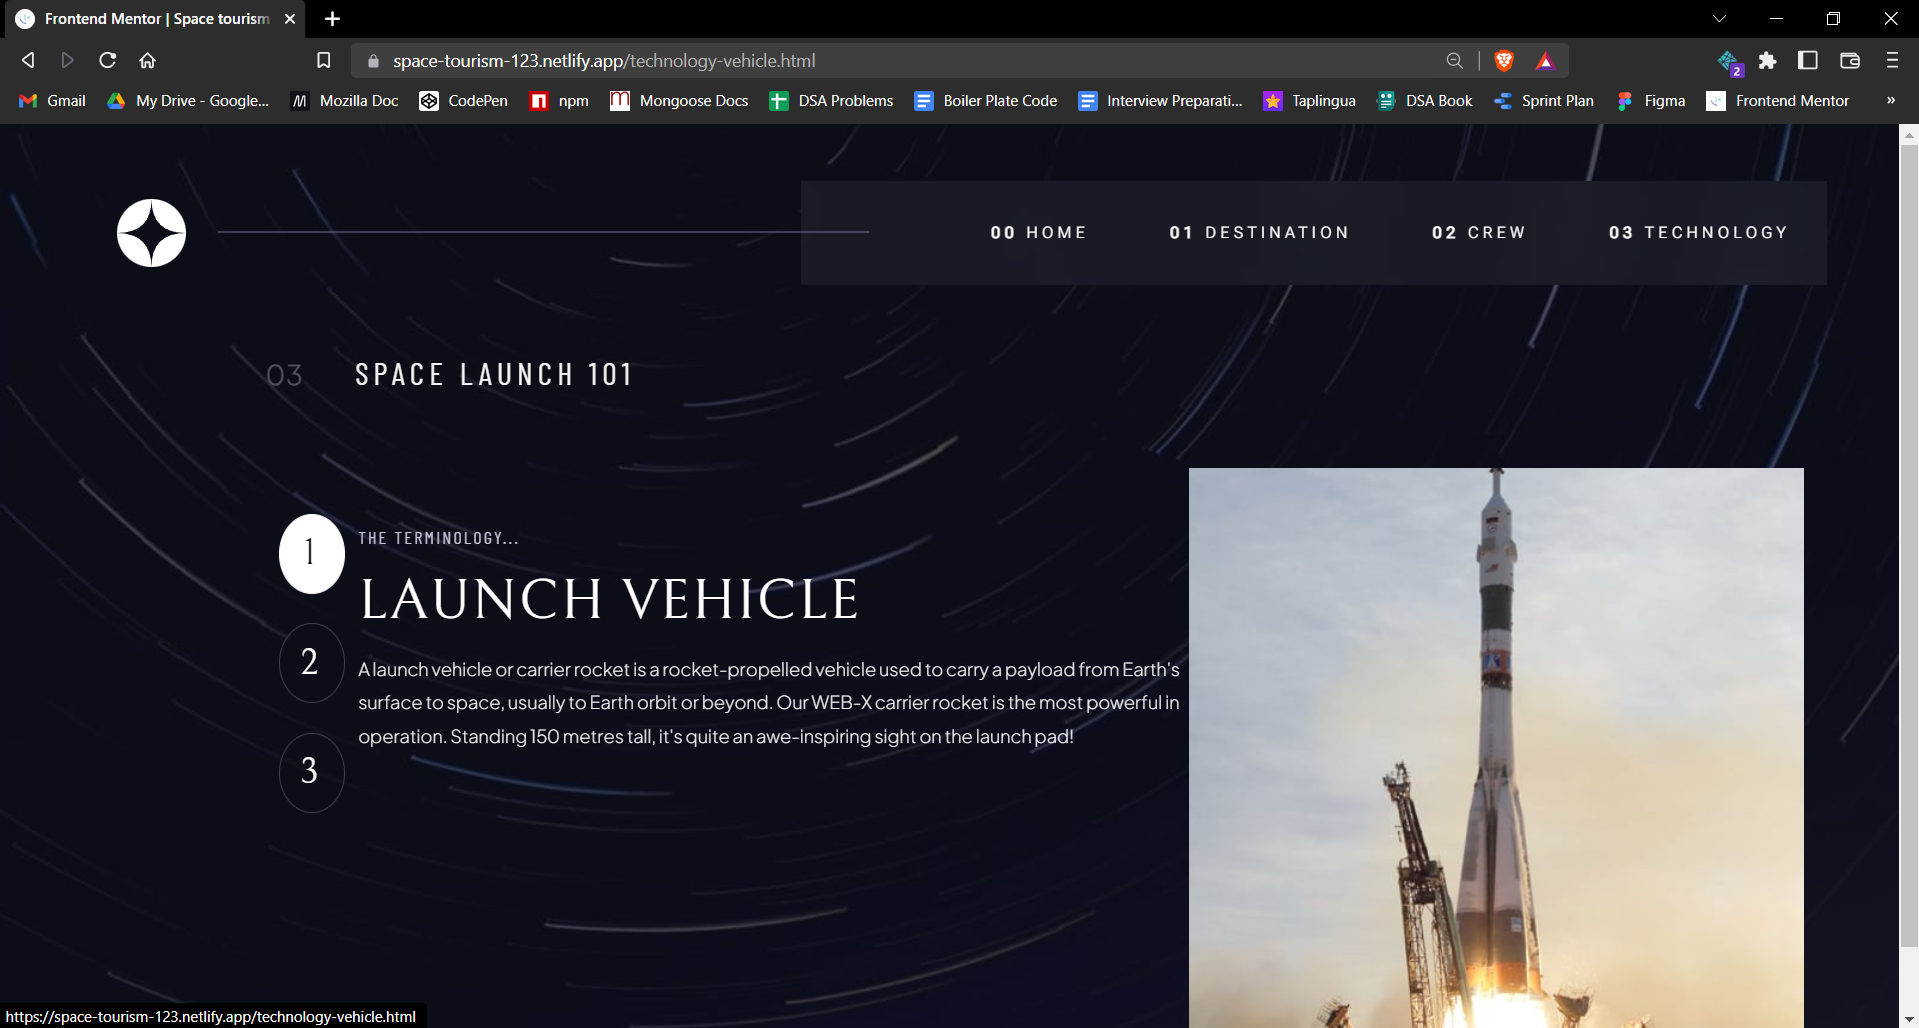 Frontend Mentor | Space tourism
space-tourism-123.netlify.app/technology-vehicle.html
2
Gmail My Drive - Google... Mozilla Doc CodePen npm Mongoose Docs DSA Problems Boiler Plate Code Interview Preparati... Taplingua DSA Book Sprint Plan Figma Frontend Mentor »
00 HOME 01 DESTINATION 02 CREW 03 TECHNOLOGY
03 SPACE LAUNCH 101
1
THE TERMINOLOGY...
LAUNCH VEHICLE
2
A launch vehicle or carrier rocket is a rocket-propelled vehicle used to carry a payload from Earth's
surface to space, usually to Earth orbit or beyond. Our WEB-X carrier rocket is the most powerful in
operation. Standing 150 metres tall, it's quite an awe-inspiring sight on the launch pad!
3
https://space-tourism-123.netlify.app/technology-vehicle.html